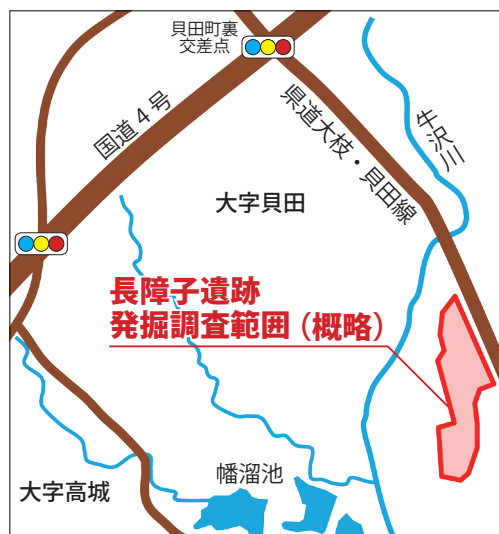 貝田町裏
交差点
国道4号
県道大枝・貝田線
牛沢川
大字貝田
長障子遺跡
発掘調査範囲（概略）
幡溜池
大字高城